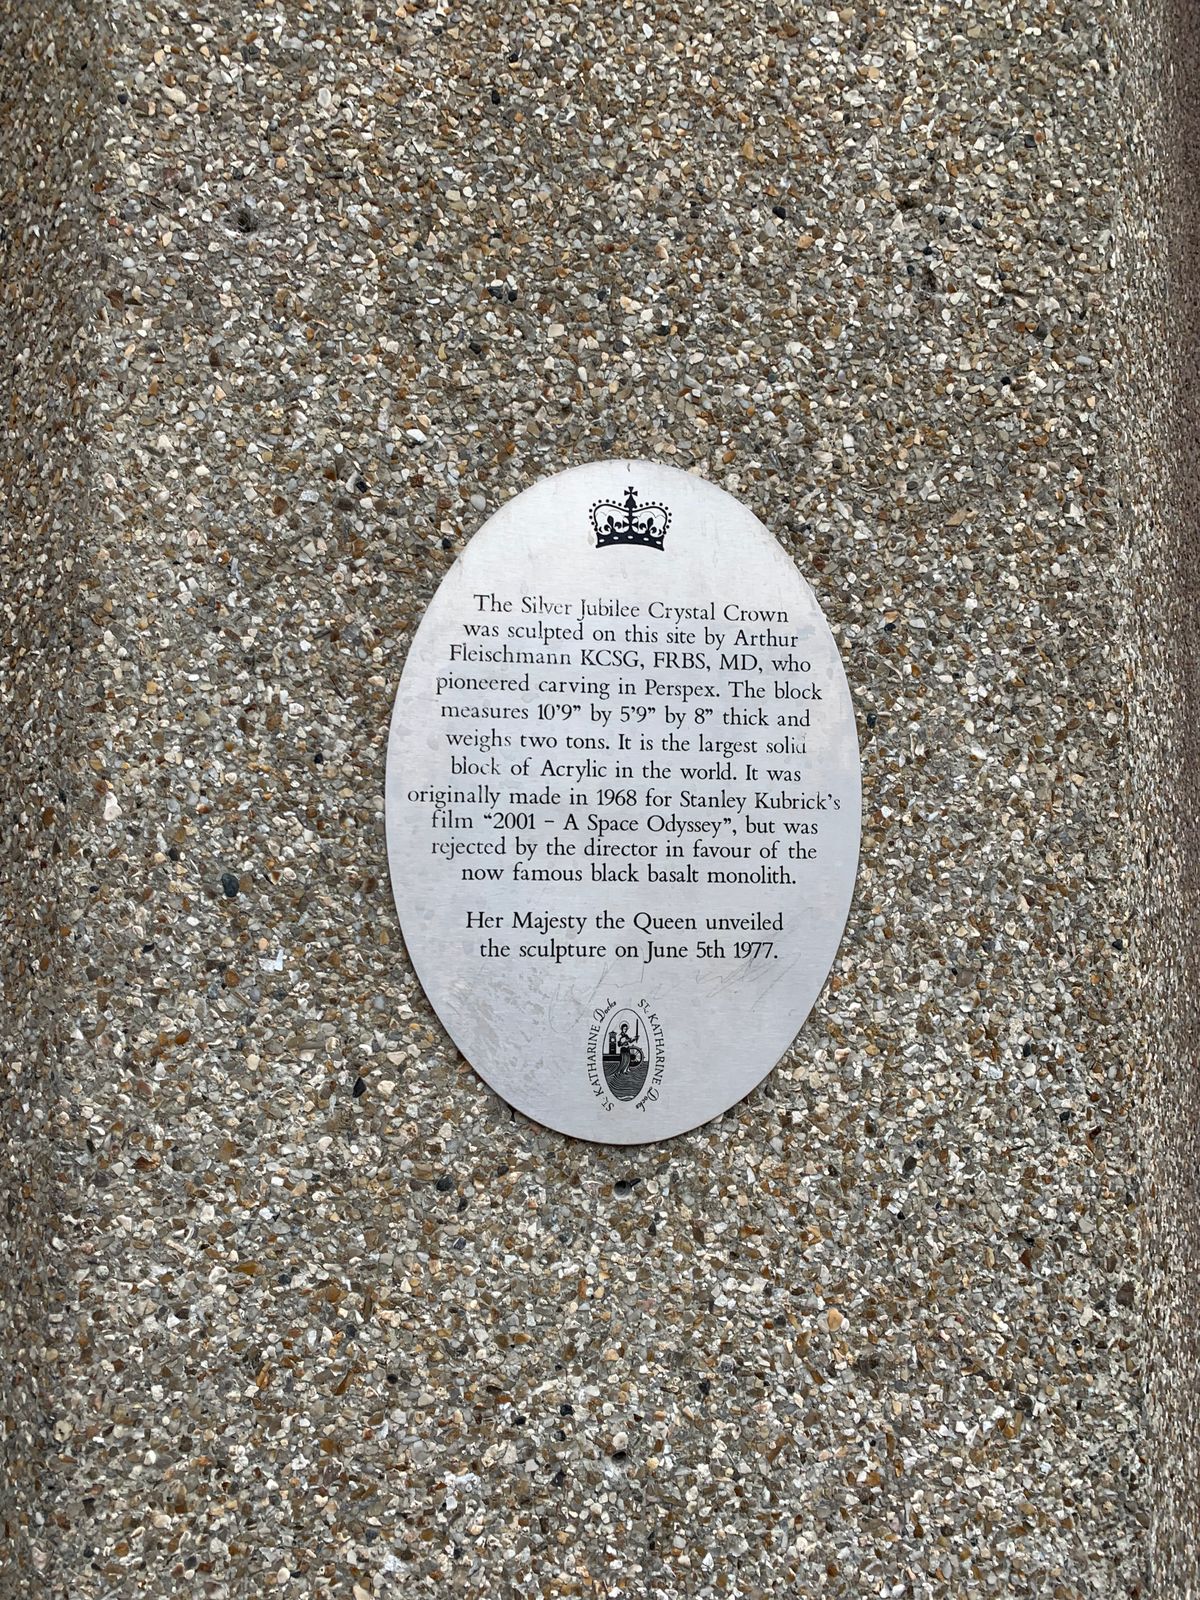 The Silver Jubilee Crystal Crown
was sculpted on this site by Arthur
Fleischmann KCSG, FRBS, MD, who
pioneered carving in Perspex. The block
measures 10’9” by 5’9” by 8” thick and
weighs two tons. It is the largest solid
block of Acrylic in the world. It was
originally made in 1968 for Stanley Kubrick’s
film “2001 – A Space Odyssey”, but was
rejected by the director in favour of the
now famous black basalt monolith.
Her Majesty the Queen unveiled
the sculpture on June 5th 1977.
ST. KATHARINE Docks
ST. KATHARINE Docks